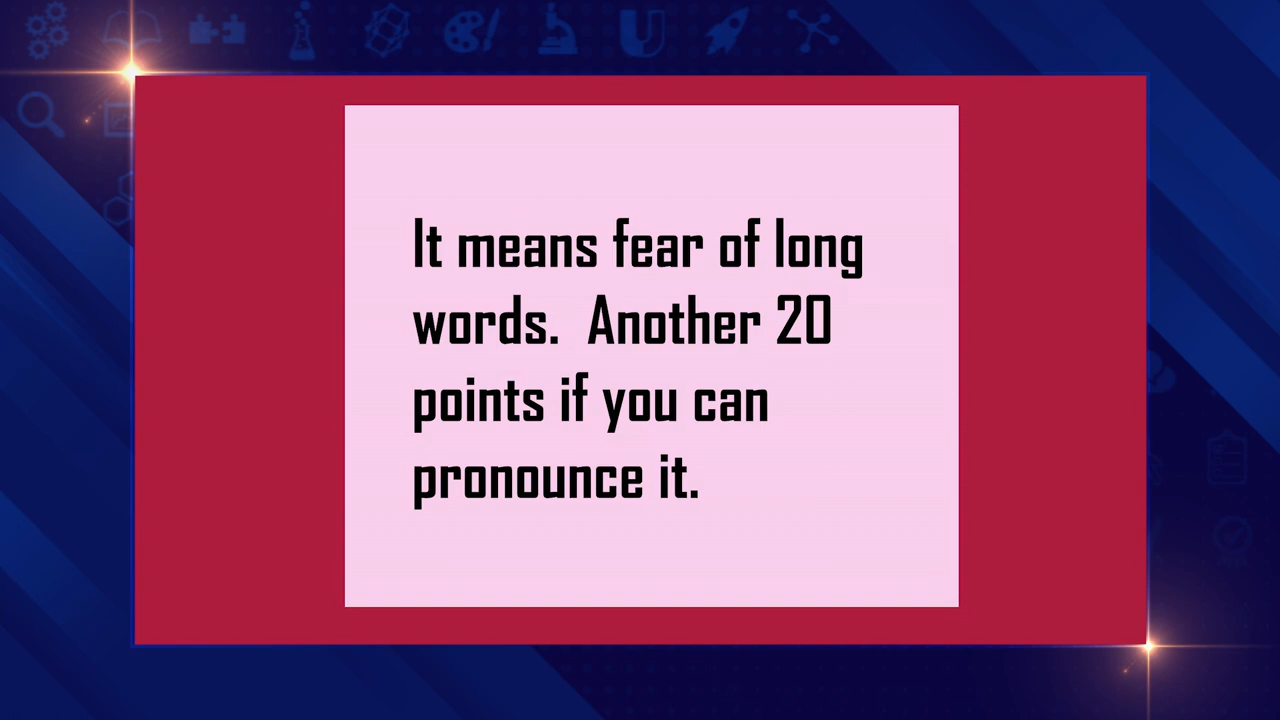 It means fear of long
words.  Another 20
points if you can
pronounce it.